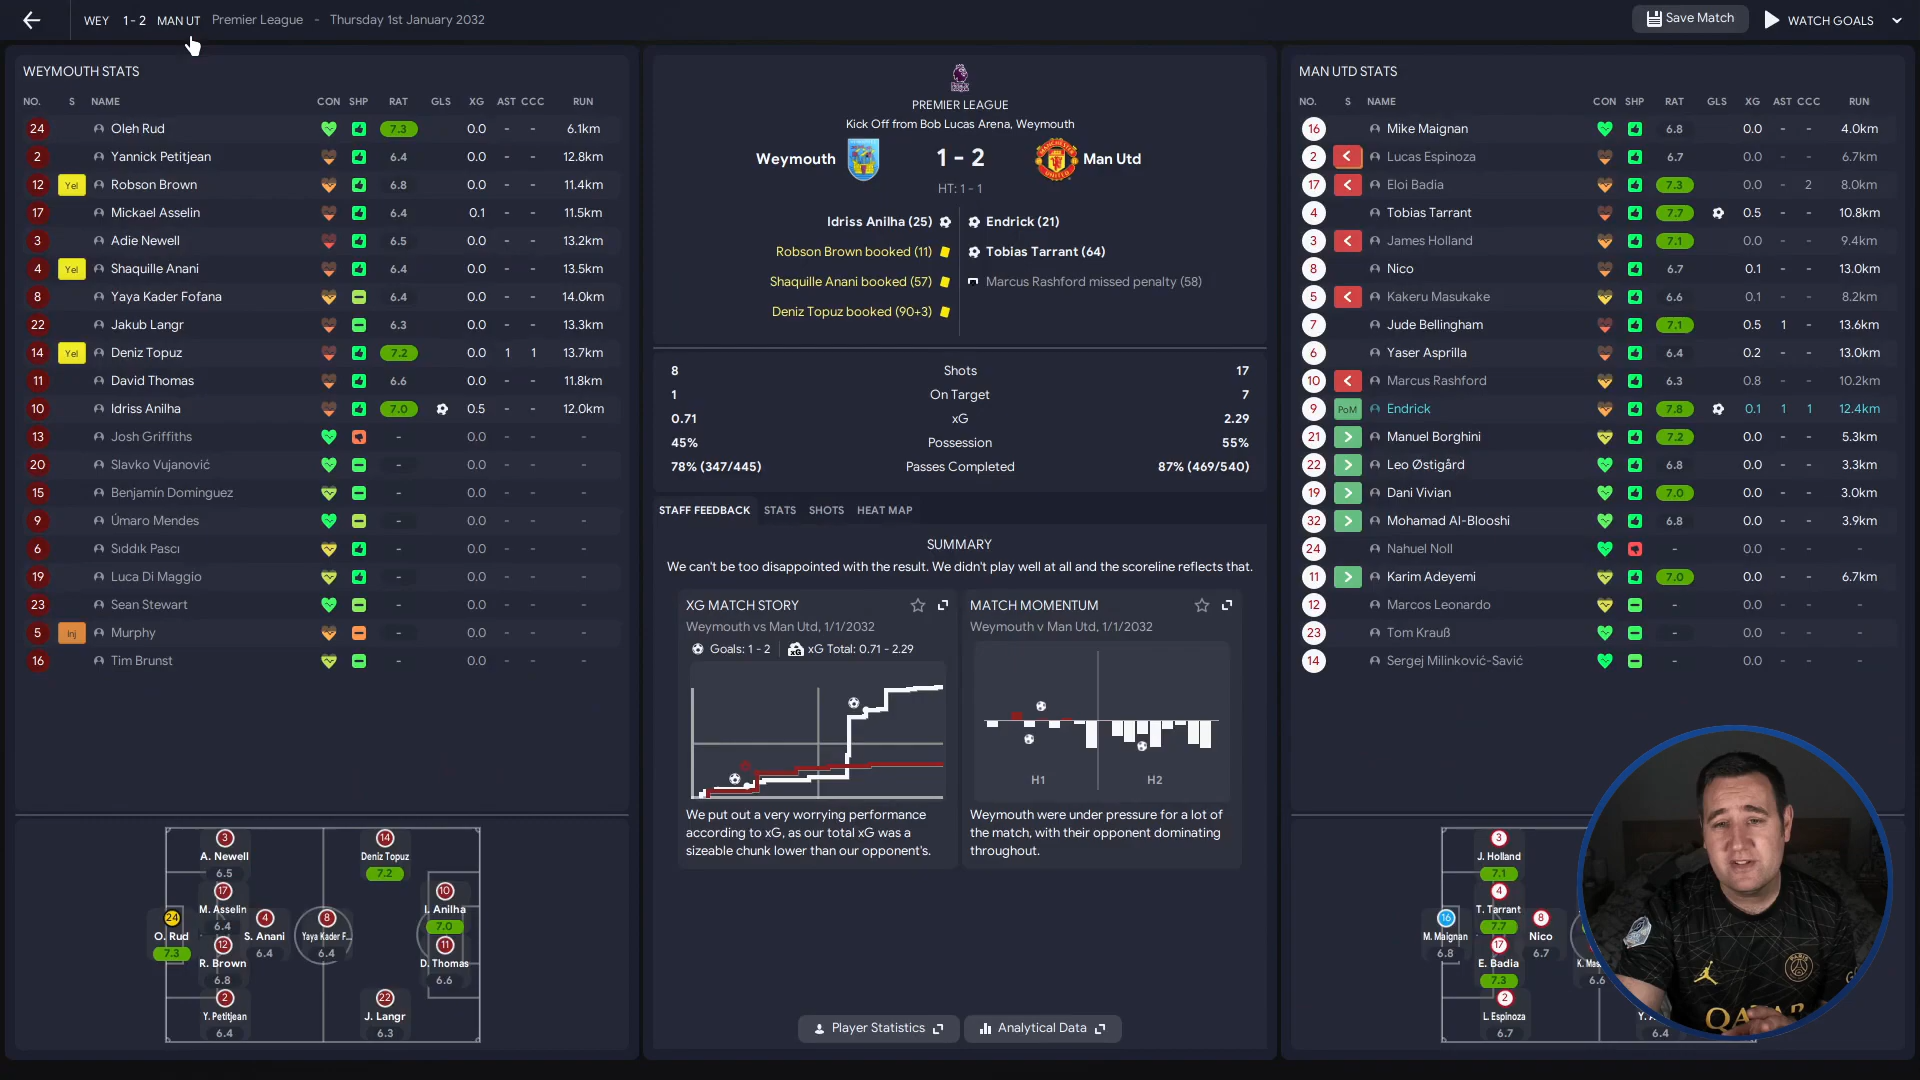 WEY 1 - 2 MAN UT Premier League - Thursday 1st January 2032
Save Match
WATCH GOALS
WEYMOUTH STATS
NO. S NAME CON SHP RAT GLS XG AST CCC RUN
24 Oleh Rud 7.3 0.0 - - 6.1km
2 Yannick Petitjean 6.4 0.0 - - 12.8km
12 Yel Robson Brown 6.8 0.0 - - 11.4km
17 Mickael Asselin 6.4 0.1 - - 11.5km
3 Adie Newell 6.5 0.0 - - 13.2km
4 Yel Shaquille Anani 6.4 0.0 - - 13.5km
8 Yaya Kader Fofana 6.4 0.0 - - 14.0km
22 Jakub Langr 6.3 0.0 - - 13.3km
14 Yel Deniz Topuz 7.2 0.0 1 1 13.7km
11 David Thomas 6.6 0.0 - - 11.8km
10 Idriss Anilha 7.0 0.5 - - 12.0km
13 Josh Griffiths - 0.0 - - -
20 Slavko Vujanović - 0.0 - - -
15 Benjamín Domínguez - 0.0 - - -
9 Úmaro Mendes - 0.0 - - -
6 Sıddık Pascı - 0.0 - - -
19 Luca Di Maggio - 0.0 - - -
23 Sean Stewart - 0.0 - - -
5 Inj Murphy - 0.0 - - -
16 Tim Brunst - 0.0 - - -
3
A. Newell
6.5
14
Deniz Topuz
7.2
17
M. Asselin
6.4
10
I. Anilha
7.0
24
O. Rud
7.3
4
S. Anani
6.4
8
Yaya Kader F...
6.4
12
R. Brown
6.8
11
D. Thomas
6.6
2
Y. Petitjean
6.4
22
J. Langr
6.3
PREMIER LEAGUE
Kick Off from Bob Lucas Arena, Weymouth
Weymouth 1 - 2 Man Utd
HT: 1 - 1
Idriss Anilha (25) Endrick (21)
Robson Brown booked (11) Tobias Tarrant (64)
Shaquille Anani booked (57) Marcus Rashford missed penalty (58)
Deniz Topuz booked (90+3)
8 Shots 17
1 On Target 7
0.71 xG 2.29
45% Possession 55%
78% (347/445) Passes Completed 87% (469/540)
STAFF FEEDBACK STATS SHOTS HEAT MAP
SUMMARY
We can't be too disappointed with the result. We didn't play well at all and the scoreline reflects that.
XG MATCH STORY
Weymouth vs Man Utd, 1/1/2032
Goals: 1 - 2 xG Total: 0.71 - 2.29
We put out a very worrying performance
according to xG, as our total xG was a
sizeable chunk lower than our opponent's.
MATCH MOMENTUM
Weymouth v Man Utd, 1/1/2032
H1 H2
Weymouth were under pressure for a lot of
the match, with their opponent dominating
throughout.
Player Statistics
Analytical Data
MAN UTD STATS
NO. S NAME CON SHP RAT GLS XG AST CCC RUN
16 Mike Maignan 6.8 0.0 - - 4.0km
2 Lucas Espinoza 6.7 0.0 - - 6.7km
17 Eloi Badia 7.3 0.0 - 2 8.0km
4 Tobias Tarrant 7.7 0.5 - - 10.8km
3 James Holland 7.1 0.0 - - 9.4km
8 Nico 6.7 0.1 - - 13.0km
5 Kakeru Masukake 6.6 0.1 - - 8.2km
7 Jude Bellingham 7.1 0.5 1 - 13.6km
6 Yaser Asprilla 6.4 0.2 - - 13.0km
10 Marcus Rashford 6.3 0.8 - - 10.2km
9 PoM Endrick 7.8 0.1 1 1 12.4km
21 Manuel Borghini 7.2 0.0 - - 5.3km
22 Leo Østigård 6.8 0.0 - - 3.3km
19 Dani Vivian 7.0 0.0 - - 3.0km
32 Mohamad Al-Blooshi 6.8 0.0 - - 3.9km
24 Nahuel Noll - 0.0 - - -
11 Karim Adeyemi 7.0 0.0 - - 6.7km
12 Marcos Leonardo - 0.0 - - -
23 Tom Krauß - 0.0 - - -
14 Sergej Milinković-Savić - 0.0 - - -
3
J. Holland
7.1
4
T. Tarrant
7.7
16
M. Maignan
6.8
8
Nico
6.7
17
E. Badia
7.3
K. Mas
6.6
2
L. Espinoza
6.7
Y. A
6.4
PARIS
QATAR